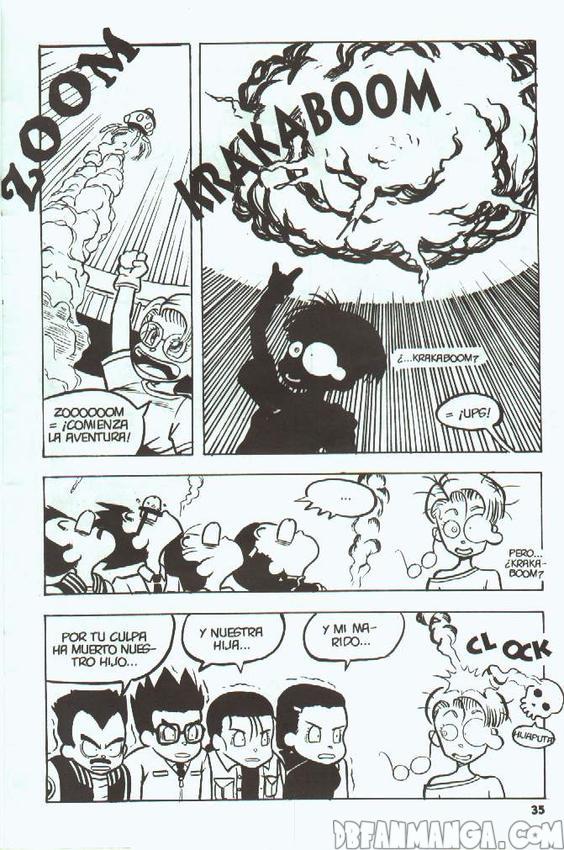 ZOOM
KRAKABOOM
ZOOOOOOM
= ¡COMIENZA
LA AVENTURA!
¿...KRAKABOOM?
= ¡UPS!
...
PERO...
¿KRAKA-
BOOM?
POR TU CULPA
HA MUERTO NUES-
TRO HIJO...
Y NUESTRA
HIJA...
Y MI MA-
RIDO...
CLOCK
HIJAPUTA
35
DBFANMANGA.COM